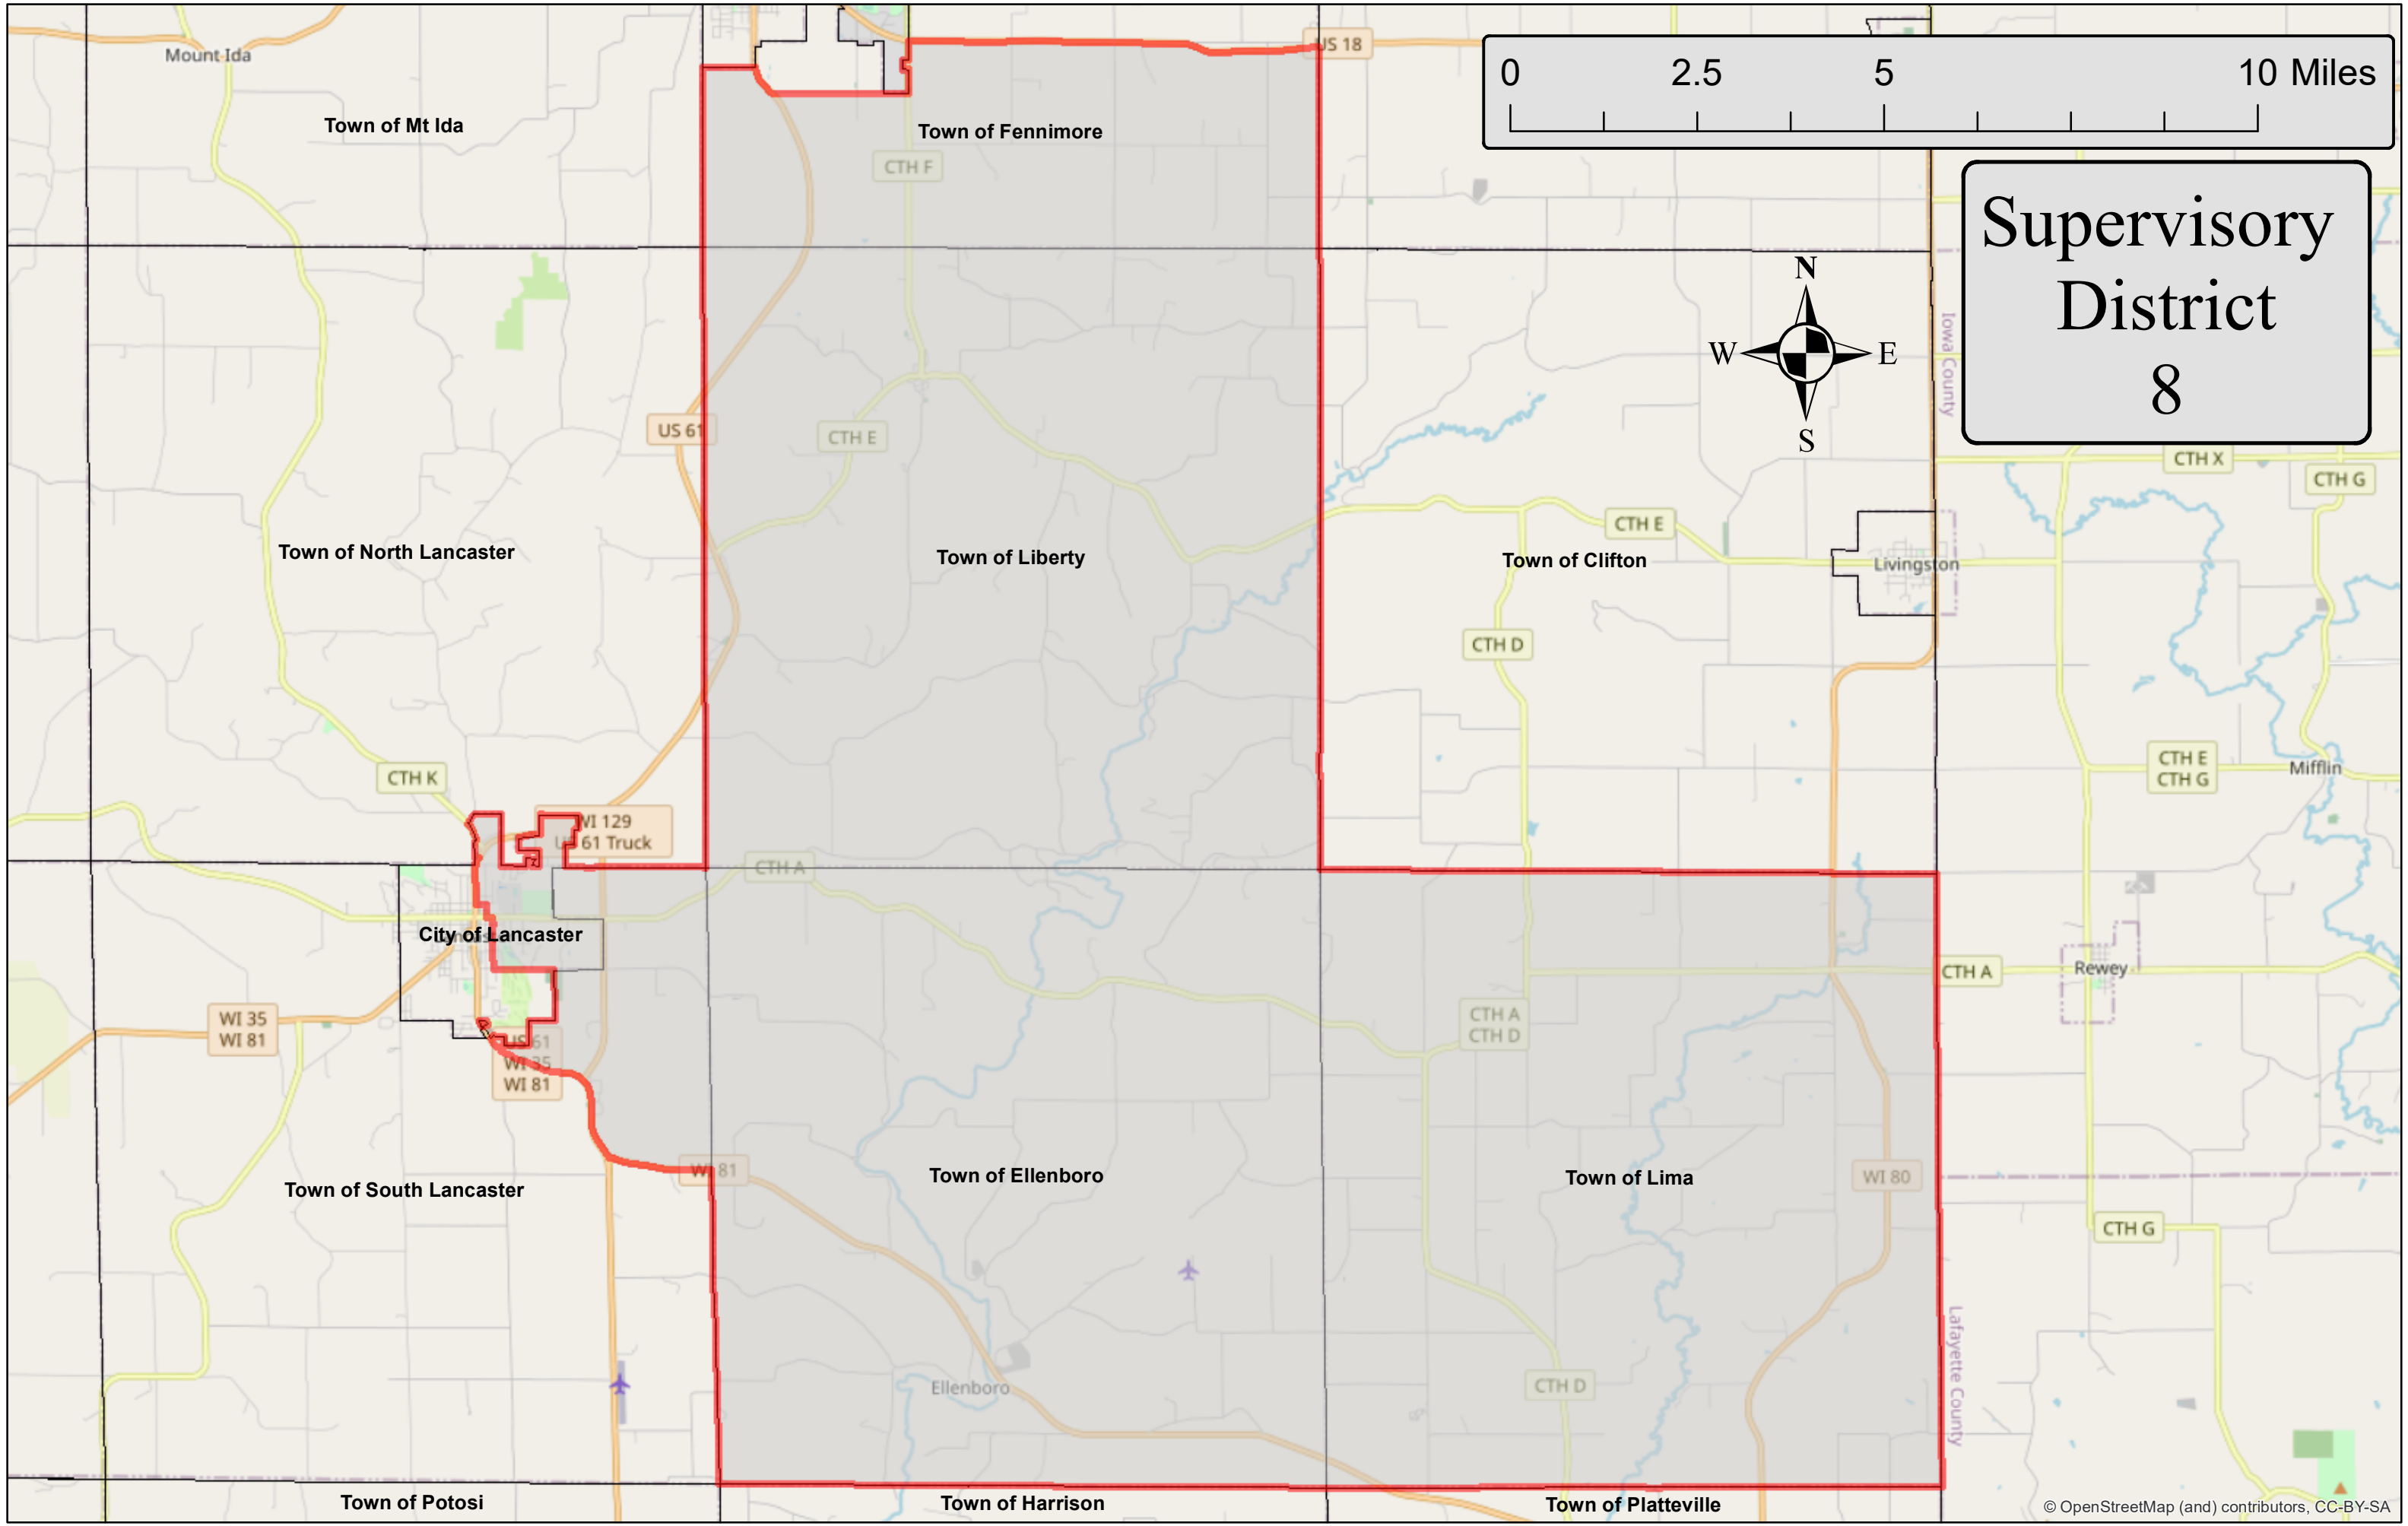 Mount Ida
US 18
0 2.5 5 10 Miles
Town of Mt Ida
Town of Fennimore
CTH F
Supervisory
District
8
N
W E
S
Iowa County
US 61
CTH E
CTH X
CTH G
CTH E
Town of North Lancaster
Town of Liberty
Town of Clifton
Livingston
CTH D
CTH K
CTH E
CTH G
Mifflin
WI 129
US 61 Truck
CTH A
City of Lancaster
CTH A
Rewey
WI 35
WI 81
CTH A
CTH D
US 61
WI 35
WI 81
WI 81
Town of South Lancaster
Town of Ellenboro
Town of Lima
WI 80
CTH G
Lafayette County
Ellenboro
CTH D
Town of Potosi
Town of Harrison
Town of Platteville
© OpenStreetMap (and) contributors, CC-BY-SA